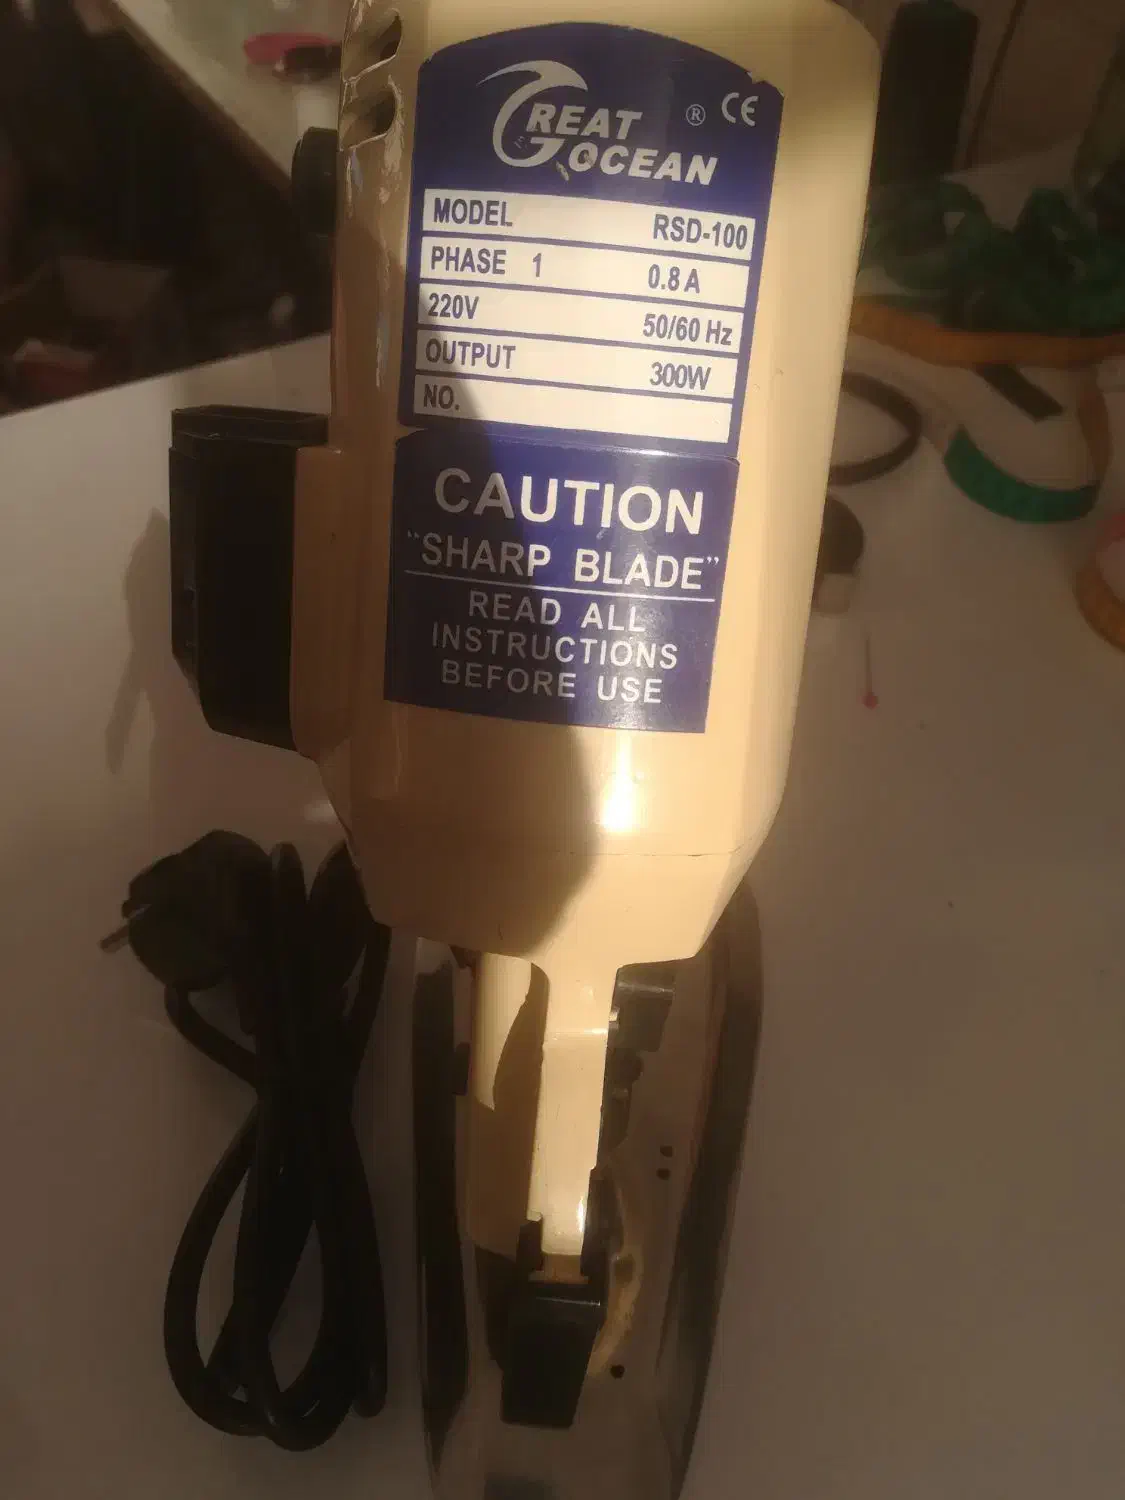 GREAT
OCEAN ® CE
MODEL RSD-100
PHASE 1 0.8 A
220V 50/60 Hz
OUTPUT 300W
NO.
CAUTION
“SHARP BLADE”
READ ALL
INSTRUCTIONS
BEFORE USE